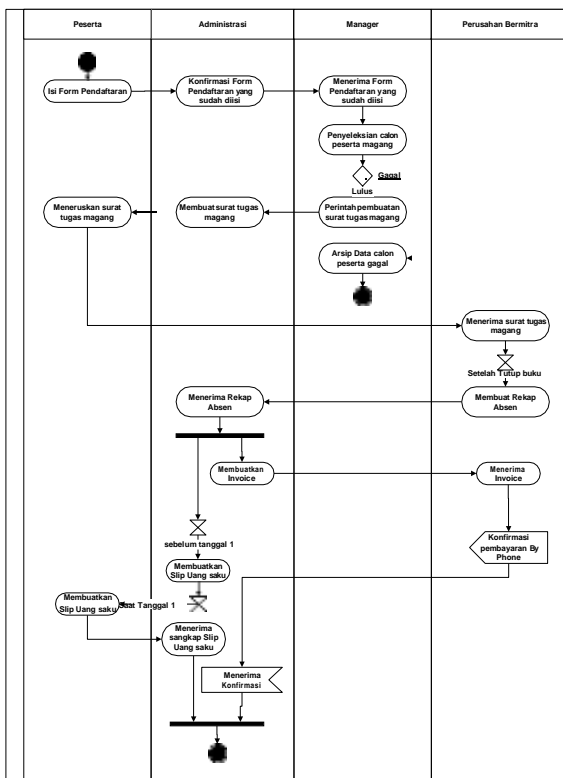 Peserta
Administrasi
Manager
Perusahan Bermitra
Isi Form Pendaftaran
Konfirmasi Form
Pendaftaran yang
sudah diisi
Menerima Form
Pendaftaran yang
sudah diisi
Penyeleksian calon
peserta magang
Gagal
Lulus
Meneruskan surat
tugas magang
Membuat surat tugas
magang
Perintah pembuatan
surat tugas magang
Arsip Data calon
peserta gagal
Menerima surat tugas
magang
Setelah Tutup buku
Menerima Rekap
Absen
Membuat Rekap
Absen
Membuatkan
Invoice
Menerima
Invoice
sebelum tanggal 1
Konfirmasi
pembayaran By
Phone
Membuatkan
Slip Uang saku
Membuatkan
Slip Uang saku
Saat Tanggal 1
Menerima
sangkap Slip
Uang saku
Menerima
Konfirmasi